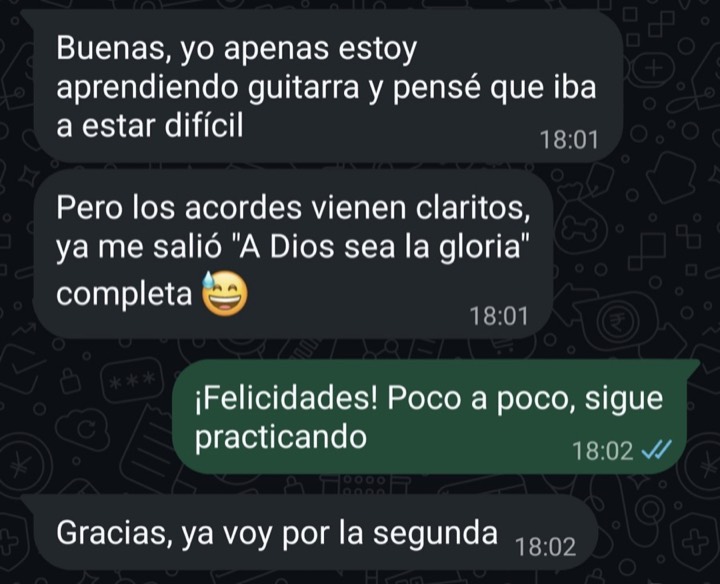 Buenas, yo apenas estoy
aprendiendo guitarra y pensé que iba
a estar difícil
18:01
Pero los acordes vienen claritos,
ya me salió "A Dios sea la gloria"
completa 😅
18:01
¡Felicidades! Poco a poco, sigue
practicando
18:02
Gracias, ya voy por la segunda 18:02